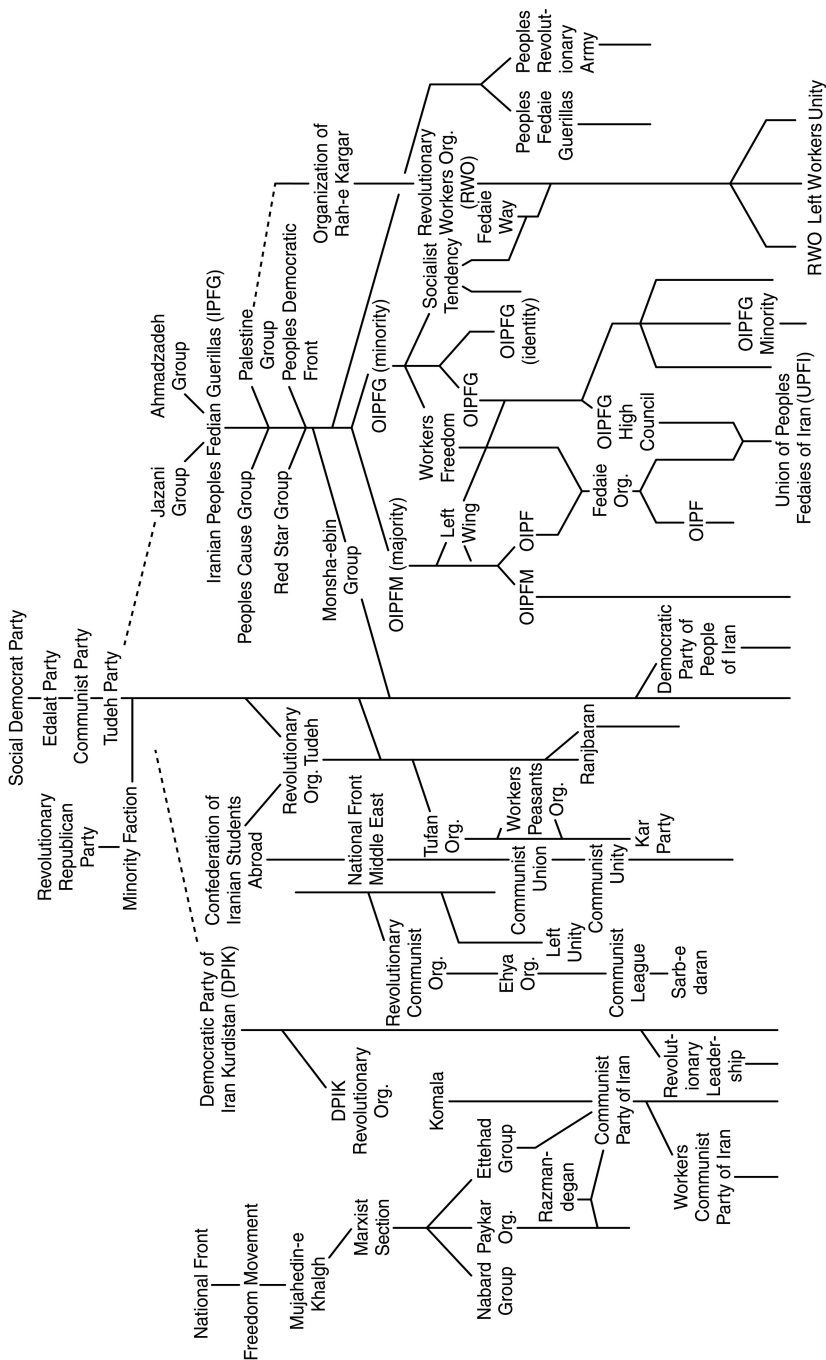 Social Democrat Party
Edalat Party
Communist Party
Tudeh Party
Revolutionary
Republican
Party
Minority Faction
Jazani
Group
Ahmadzadeh
Group
National Front
Freedom Movement
Mujahedin-e
Khalgh
Marxist
Section
Nabard
Group
Paykar
Org.
Ettehad
Group
Razman-
degan
Komala
Communist
Party of Iran
Workers
Communist
Party of Iran
Democratic Party of
Iran Kurdistan (DPIK)
DPIK
Revolutionary
Org.
Revolut-
ionary
Leader-
ship
Confederation of
Iranian Students
Abroad
Revolutionary
Org. Tudeh
National Front
Middle East
Revolutionary
Communist
Org.
Ehya
Org.
Left
Unity
Communist
League
Sarb-e
daran
Communist
Union
Communist
Unity
Tufan
Org.
Workers
Peasants
Org.
Kar
Party
Ranjbaran
Democratic
Party of
People
of Iran
Iranian Peoples Fedian Guerillas (IPFG)
Peoples Cause Group
Palestine
Group
Red Star Group
Peoples Democratic
Front
Monsha-ebin
Group
OIPFM (majority)
OIPFG (minority)
Left
Wing
OIPFM
OIPF
Workers
Freedom
OIPFG
OIPFG
(identity)
Socialist
Tendency
Fedaie
Way
Fedaie
Org.
OIPF
OIPFG
High
Council
OIPFG
Minority
Union of Peoples
Fedaies of Iran (UPFI)
Organization of
Rah-e Kargar
Revolutionary
Workers Org.
(RWO)
RWO Left Workers Unity
Peoples
Fedaie
Guerillas
Peoples
Revolut-
ionary
Army